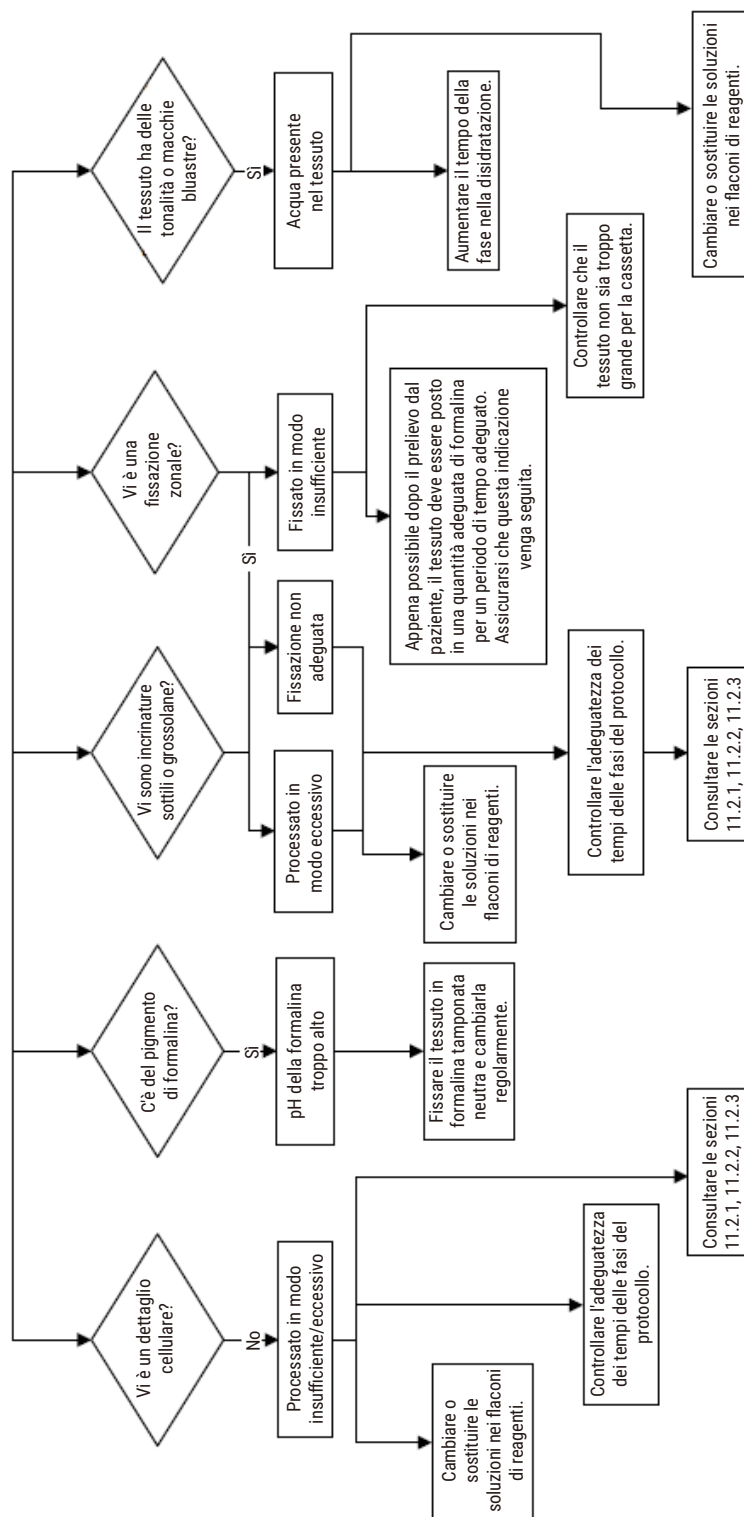 Vi è un dettaglio
cellulare?
No
Processato in modo
insufficiente/eccessivo
Cambiare o
sostituire le
soluzioni nei flaconi
di reagenti.
Controllare l'adeguatezza
dei tempi delle fasi del
protocollo.
Consultare le sezioni
11.2.1, 11.2.2, 11.2.3
C'è del pigmento
di formalina?
Sì
pH della formalina
troppo alto
Fissare il tessuto in
formalina tamponata
neutra e cambiarla
regolarmente.
Vi sono incrinature
sottili o grossolane?
Processato in
modo eccessivo
Fissazione non
adeguata
Cambiare o sostituire
le soluzioni nei
flaconi di reagenti.
Controllare l'adeguatezza dei
tempi delle fasi del protocollo.
Consultare le sezioni
11.2.1, 11.2.2, 11.2.3
Vi è una
fissazione
zonale?
Sì
Fissato in modo
insufficiente
Appena possibile dopo il prelievo dal
paziente, il tessuto deve essere posto
in una quantità adeguata di formalina
per un periodo di tempo adeguato.
Assicurarsi che questa indicazione
venga seguita.
Controllare che il
tessuto non sia troppo
grande per la cassetta.
Il tessuto ha delle
tonalità o macchie
bluastre?
Sì
Acqua presente
nel tessuto
Aumentare il tempo della
fase nella disidratazione.
Cambiare o sostituire le soluzioni
nei flaconi di reagenti.